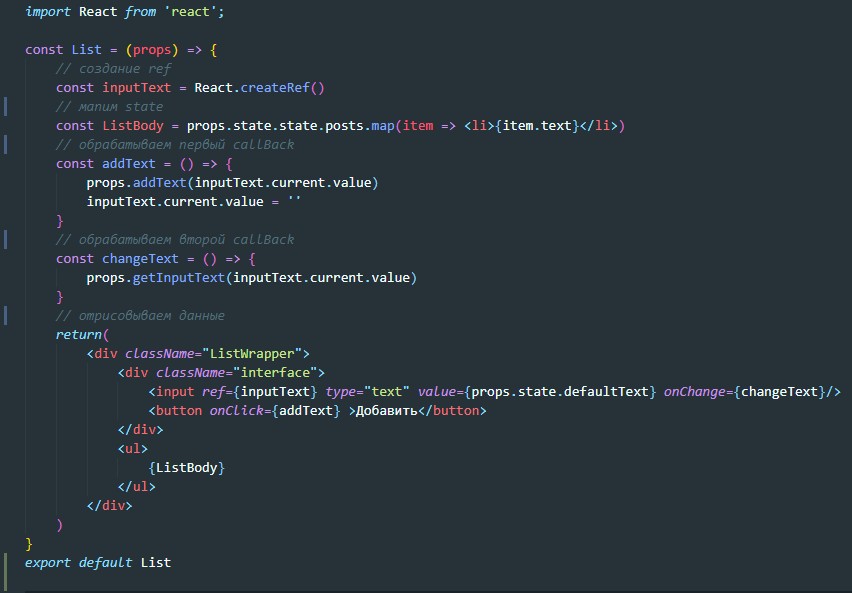 import React from 'react';
const List = (props) => {
// создание ref
const inputText = React.createRef()
// мапим state
const ListBody = props.state.state.posts.map(item => <li>{item.text}</li>)
// обрабатываем первый callBack
const addText = () => {
props.addText(inputText.current.value)
inputText.current.value = ''
}
// обрабатываем второй callBack
const changeText = () => {
props.getInputText(inputText.current.value)
}
// отрисовываем данные
return(
<div className="ListWrapper">
<div className="interface">
<input ref={inputText} type="text" value={props.state.defaultText} onChange={changeText}/>
<button onClick={addText} >Добавить</button>
</div>
<ul>
{ListBody}
</ul>
</div>
)
}
export default List